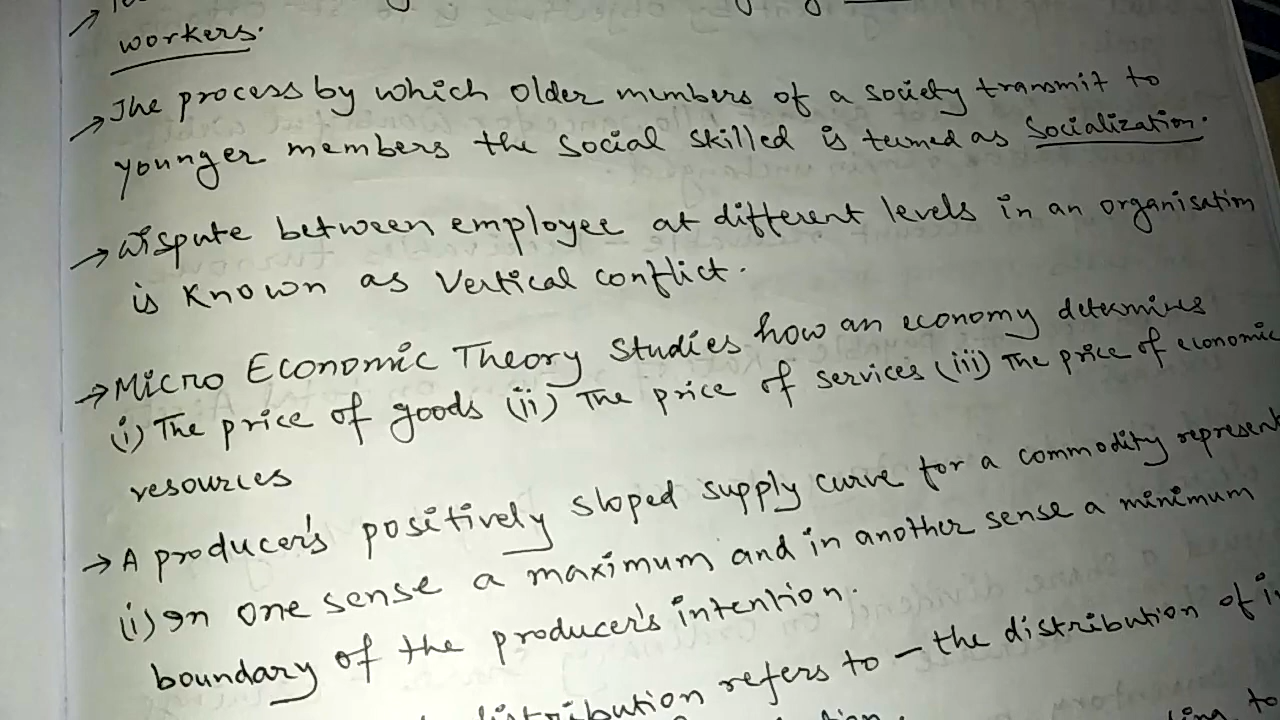 workers.
→ The process by which older members of a society transmit to
younger members the social skilled is termed as Socialization.
→ Dispute between employee at different levels in an organisation
is Known as Vertical conflict.
→ Micro Economic Theory Studies how an economy determines
(i) The price of goods (ii) The price of services (iii) The price of economic
resources
→ A producer's positively sloped supply curve for a commodity represent
(i) In one sense a maximum and in another sense a minimum
boundary of the producer's intention.
distribution refers to – the distribution of
to